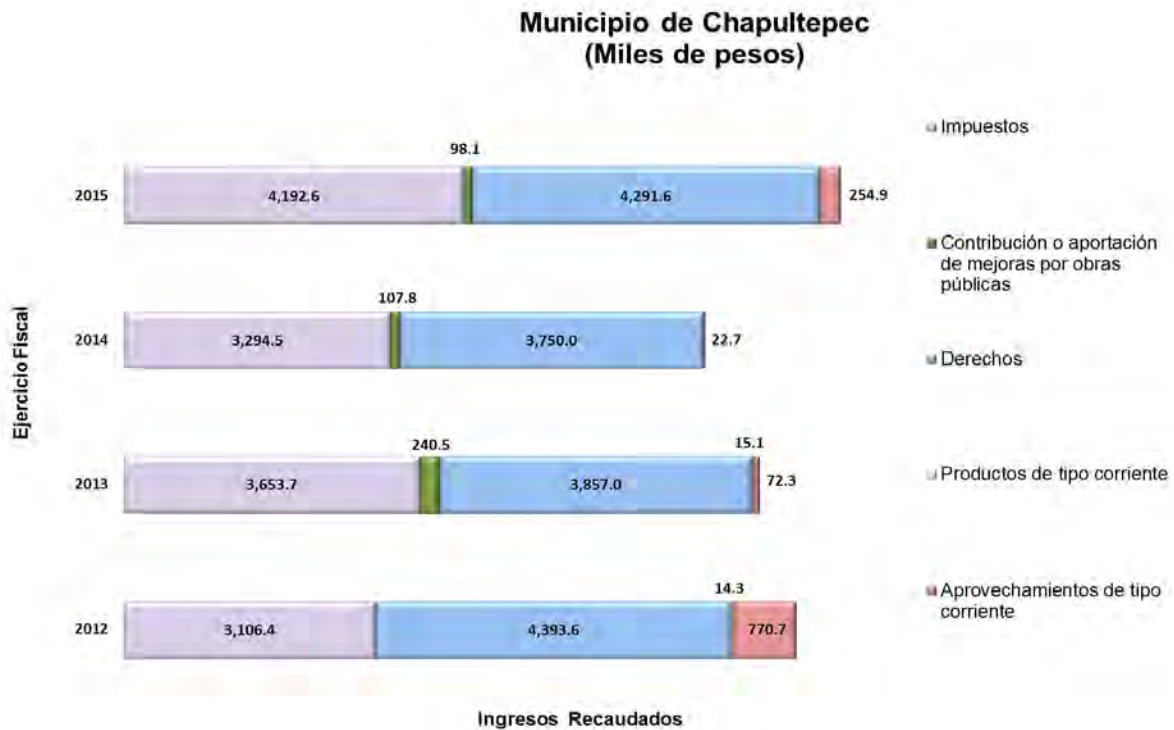 Municipio de Chapultepec
(Miles de pesos)
Impuestos
98.1
2015
4,192.6
4,291.6
254.9
Contribución o aportación
de mejoras por obras
públicas
107.8
2014
3,294.5
3,750.0
22.7
Derechos
Ejercicio Fiscal
240.5
15.1
2013
3,653.7
3,857.0
72.3
Productos de tipo corriente
14.3
Aprovechamientos de tipo
corriente
2012
3,106.4
4,393.6
770.7
Ingresos Recaudados